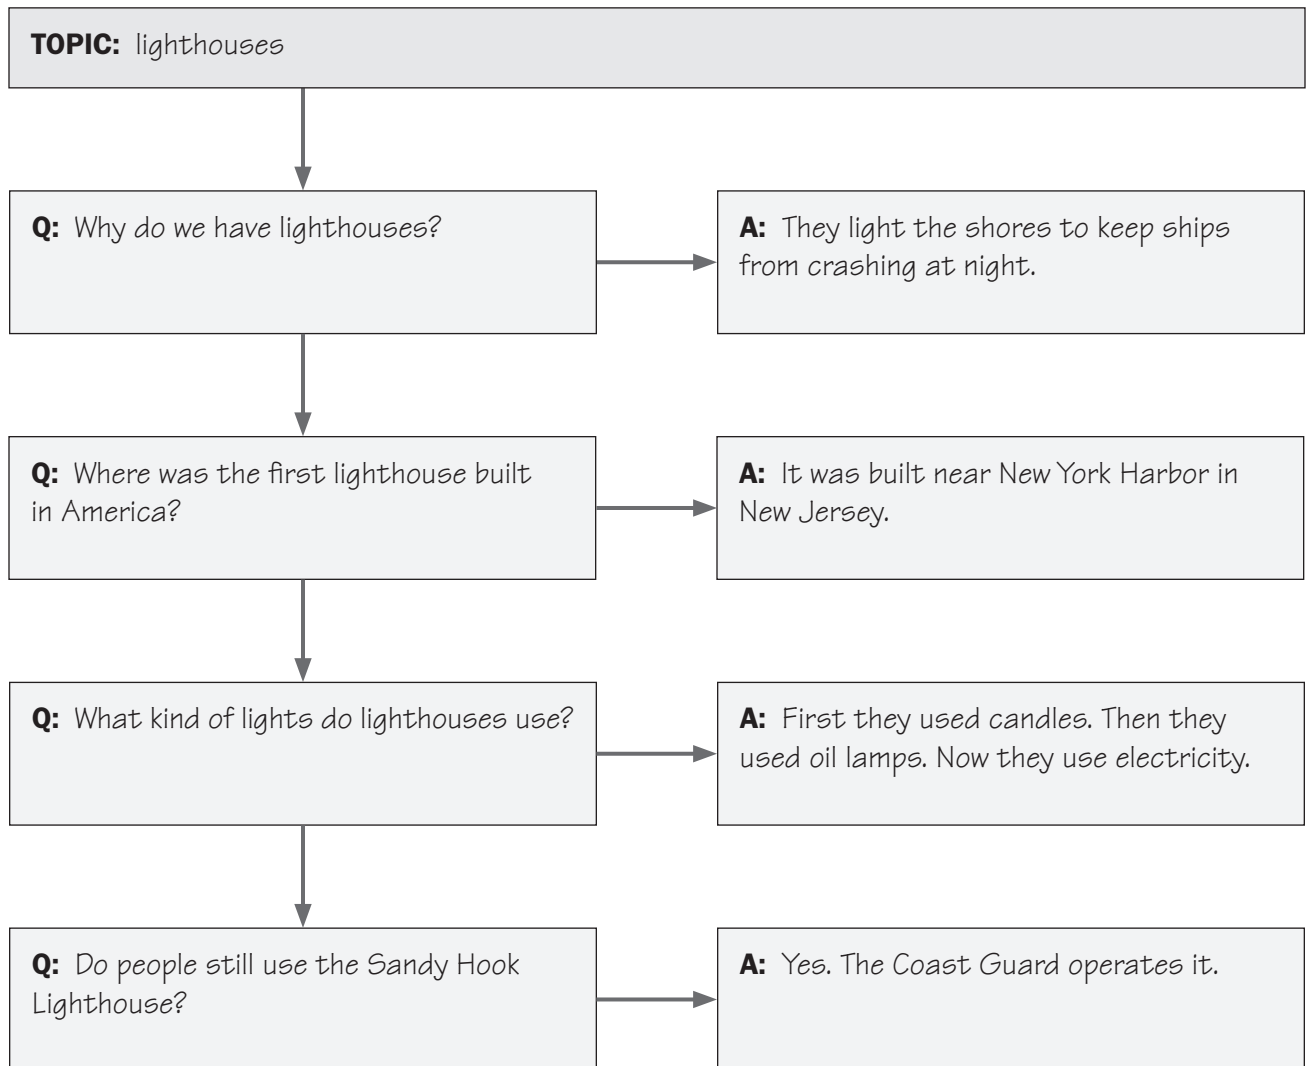 TOPIC: lighthouses
Q: Why do we have lighthouses?
A: They light the shores to keep ships
from crashing at night.
Q: Where was the first lighthouse built
in America?
A: It was built near New York Harbor in
New Jersey.
Q: What kind of lights do lighthouses use?
A: First they used candles. Then they
used oil lamps. Now they use electricity.
Q: Do people still use the Sandy Hook
Lighthouse?
A: Yes. The Coast Guard operates it.